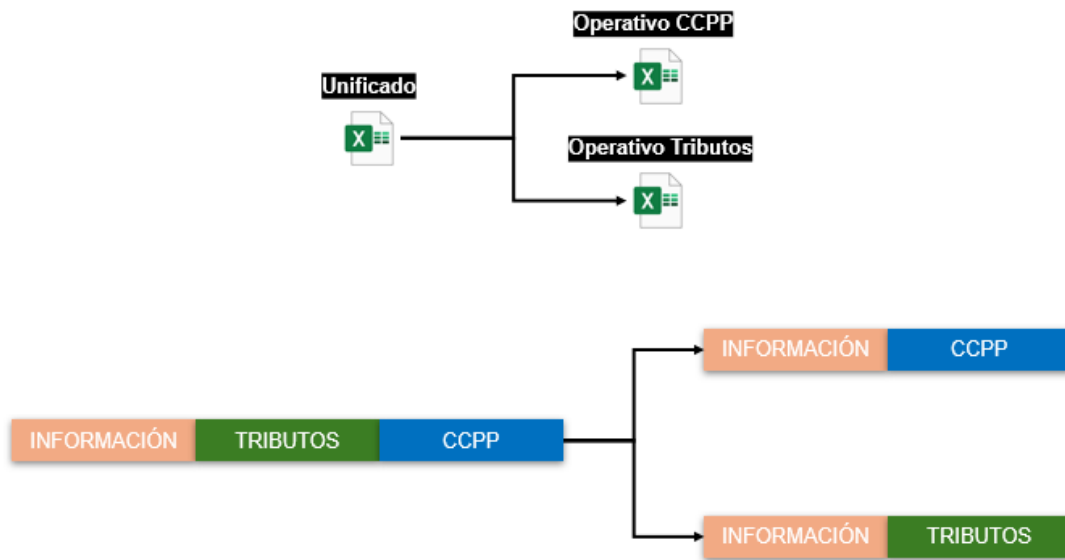 Operativo CCPP
Unificado
Operativo Tributos
INFORMACIÓN CCPP
INFORMACIÓN TRIBUTOS CCPP
INFORMACIÓN TRIBUTOS